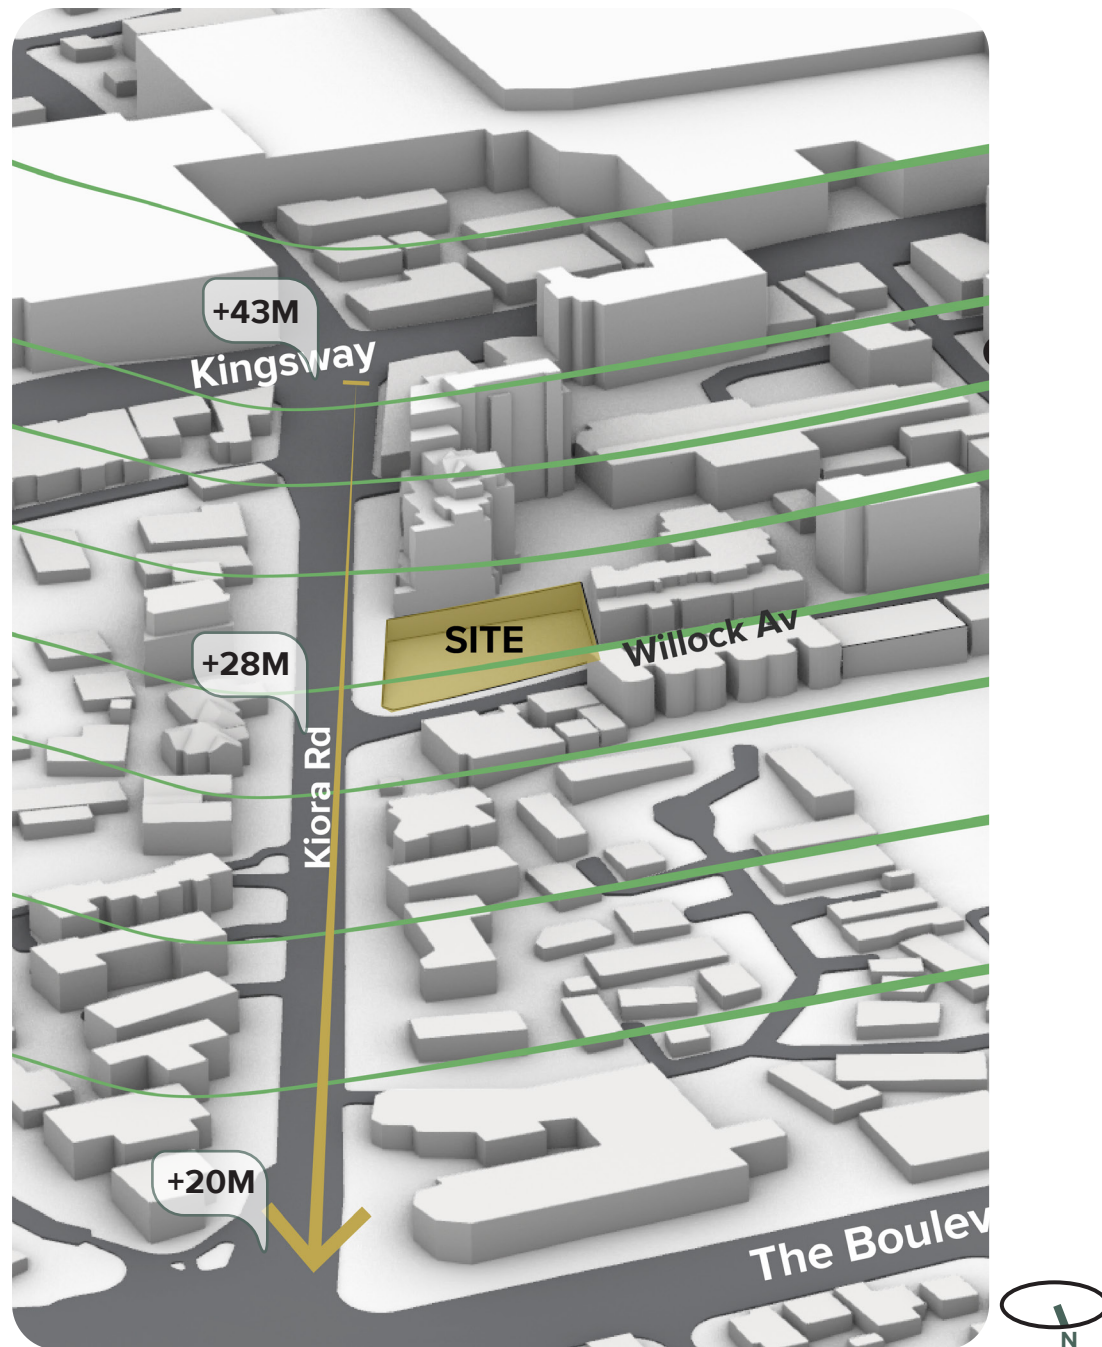 +43M
Kingsway
SITE
Willock Av
+28M
Kiora Rd
+20M
The Boulev
N